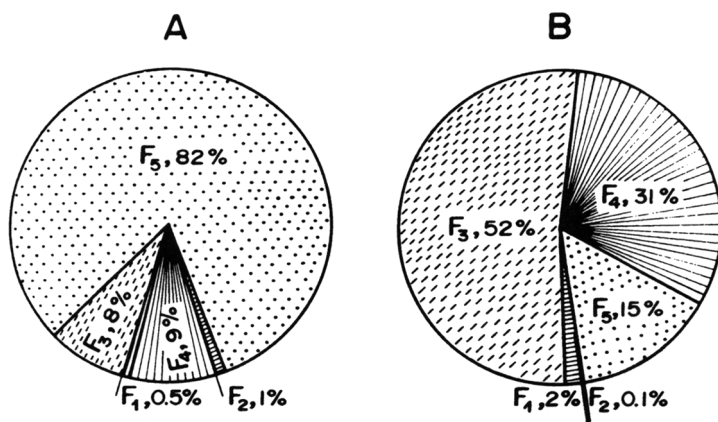 A
F₅, 82%
F₃, 8%
F₄, 9%
F₁, 0.5%
F₂, 1%
B
F₃, 52%
F₄, 31%
F₅, 15%
F₁, 2%
F₂, 0.1%